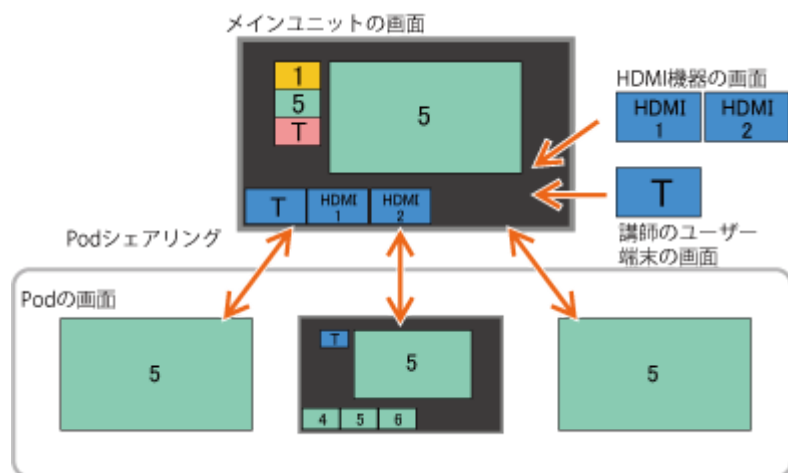 メインユニットの画面
1
5
T
5
HDMI機器の画面
HDMI
1
HDMI
2
T
T
HDMI
1
HDMI
2
講師のユーザー
端末の画面
Podシェアリング
Podの画面
5
T
5
4
5
6
5